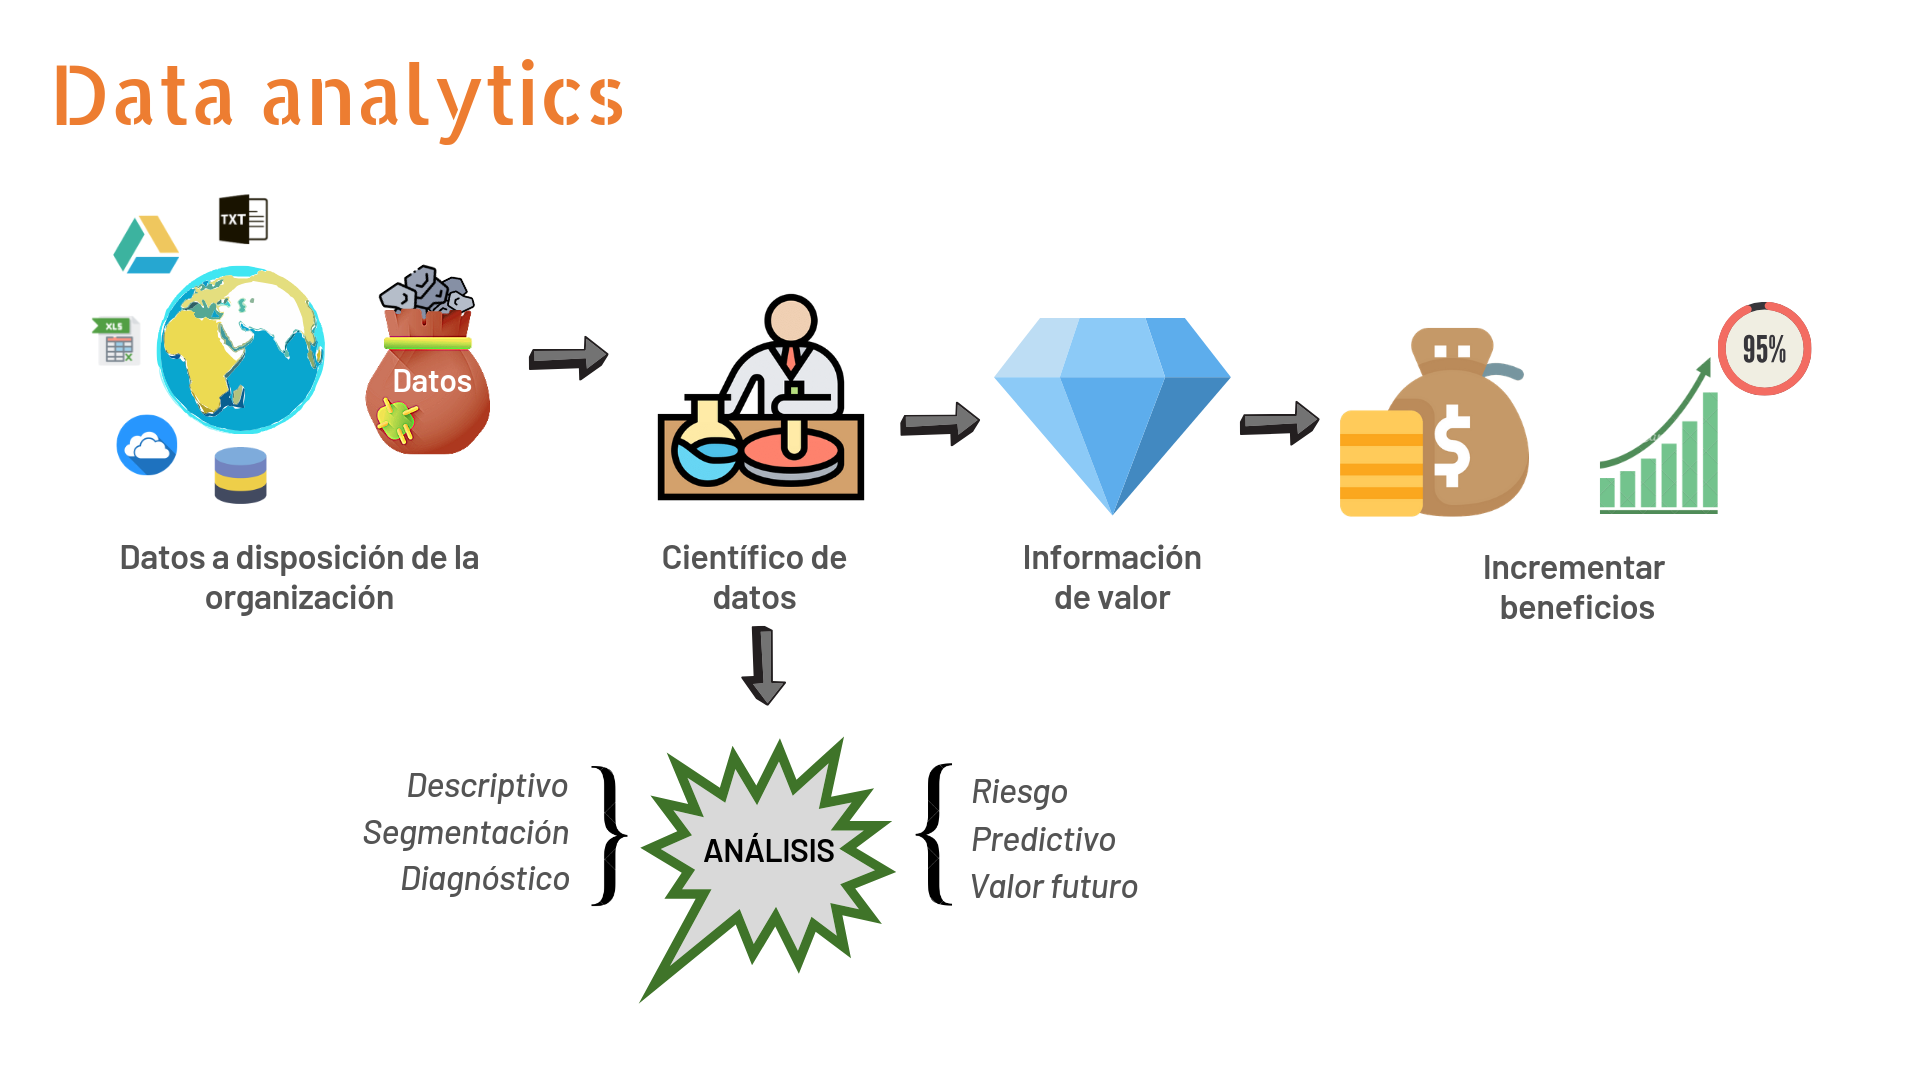 Data analytics
TXT
XLS
Datos
$
95%
Datos a disposición de la
organización
Científico de
datos
Información
de valor
Incrementar
beneficios
Descriptivo
Segmentación
Diagnóstico
ANÁLISIS
Riesgo
Predictivo
Valor futuro